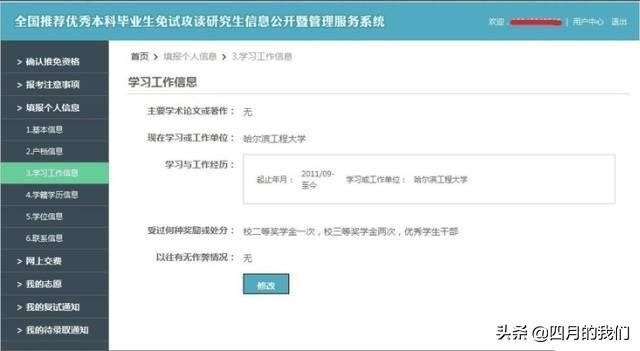 全国推荐优秀本科毕业生免试攻读研究生信息公开暨管理服务系统
欢迎， | 用户中心 退出
> 确认推免资格
> 报考注意事项
> 填报个人信息
1.基本信息
2.户档信息
3.学习工作信息
4.学籍学历信息
5.学位信息
6.联系信息
> 网上交费
> 我的志愿
> 我的复试通知
> 我的待录取通知
首页 > 填报个人信息 > 3.学习工作信息
学习工作信息
主要学术论文或著作： 无
现在学习或工作单位： 哈尔滨工程大学
学习与工作经历：
起止年月： 2011/09-至今 学习或工作单位： 哈尔滨工程大学
受过何种奖励或处分： 校二等奖学金一次，校三等奖学金两次，优秀学生干部
以往有无作弊情况： 无
修改
头条 @四月的我们